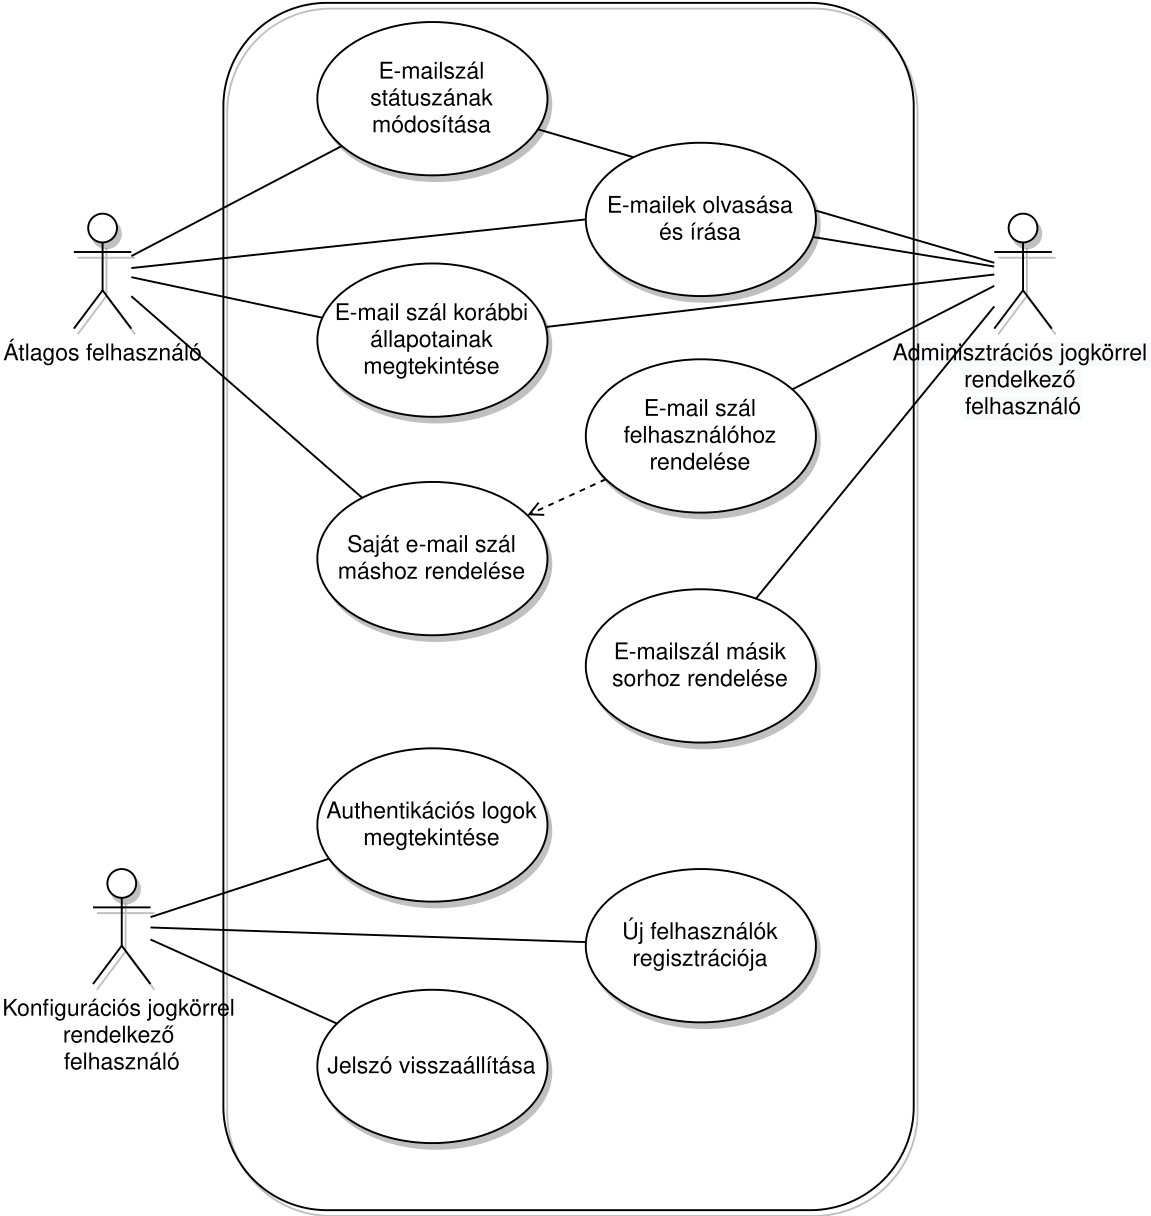 E-mailszál
státuszának
módosítása
E-mailek olvasása
és írása
Átlagos felhasználó
E-mail szál korábbi
állapotainak
megtekintése
Adminisztrációs jogkörrel
rendelkező
felhasználó
E-mail szál
felhasználóhoz
rendelése
Saját e-mail szál
máshoz rendelése
E-mailszál másik
sorhoz rendelése
Authentikációs logok
megtekintése
Új felhasználók
regisztrációja
Konfigurációs jogkörrel
rendelkező
felhasználó
Jelszó visszaállítása